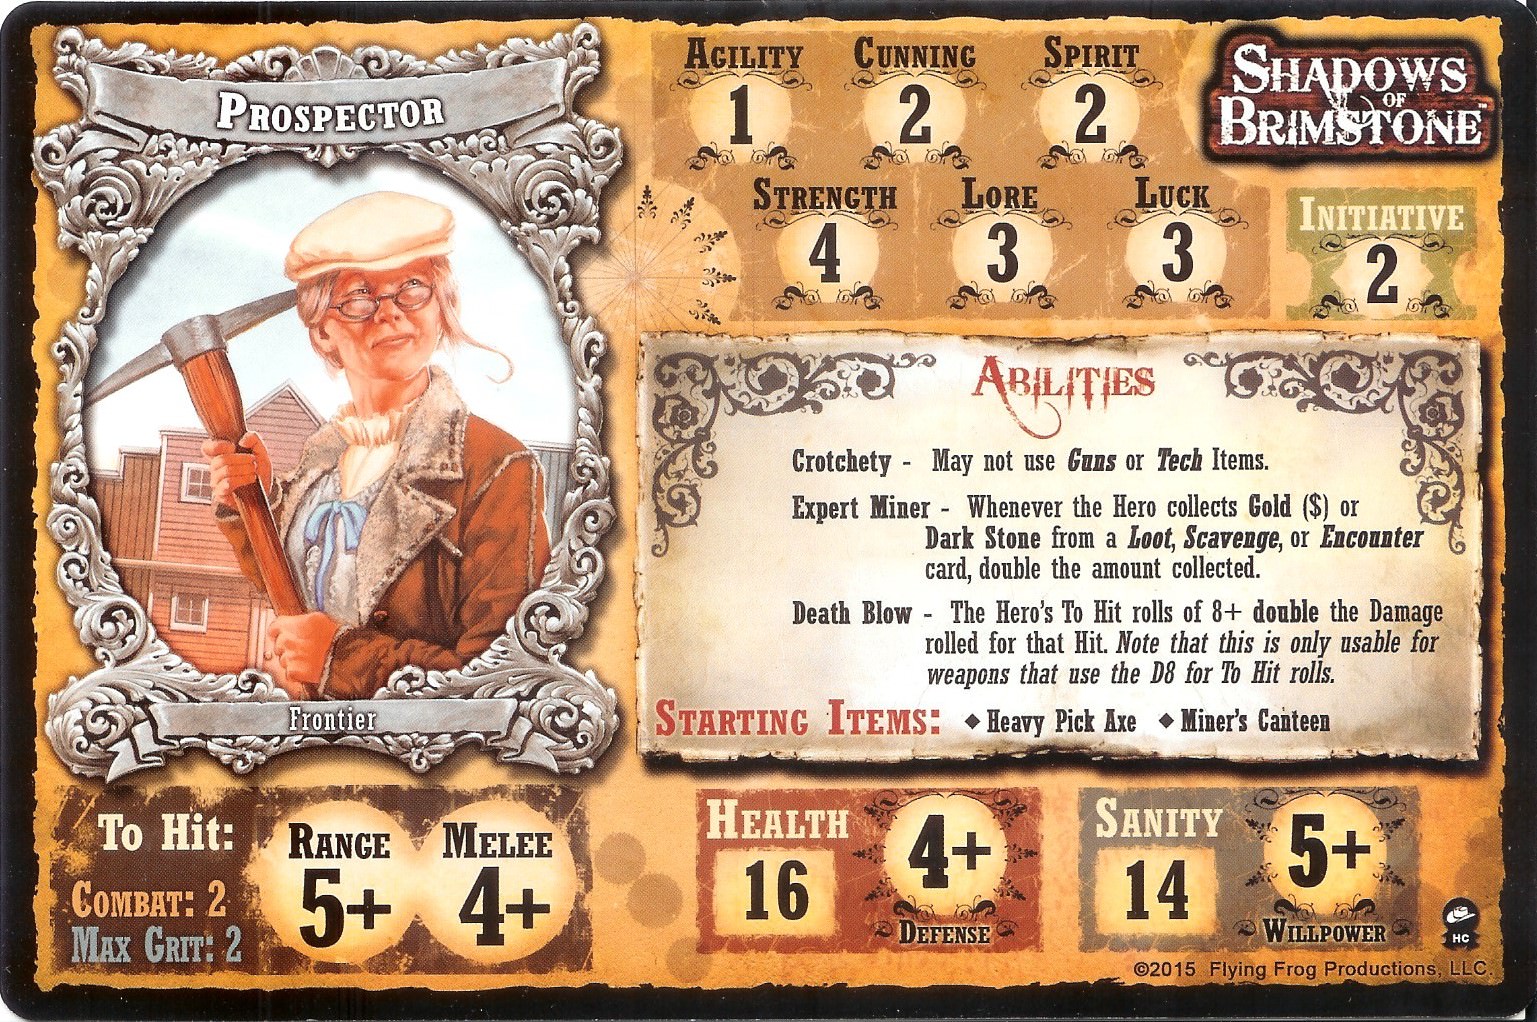 PROSPECTOR
Frontier
AGILITY
1
CUNNING
2
SPIRIT
2
STRENGTH
4
LORE
3
LUCK
3
SHADOWS
OF
BRIMSTONE™
INITIATIVE
2
ABILITIES
Crotchety - May not use Guns or Tech Items.
Expert Miner - Whenever the Hero collects Gold ($) or
Dark Stone from a Loot, Scavenge, or Encounter
card, double the amount collected.
Death Blow - The Hero's To Hit rolls of 8+ double the Damage
rolled for that Hit. Note that this is only usable for
weapons that use the D8 for To Hit rolls.
STARTING ITEMS: ◆ Heavy Pick Axe ◆ Miner's Canteen
TO HIT:
COMBAT: 2
MAX GRIT: 2
RANGE
5+
MELEE
4+
HEALTH
16
4+
DEFENSE
SANITY
14
5+
WILLPOWER
HC
©2015 Flying Frog Productions, LLC.